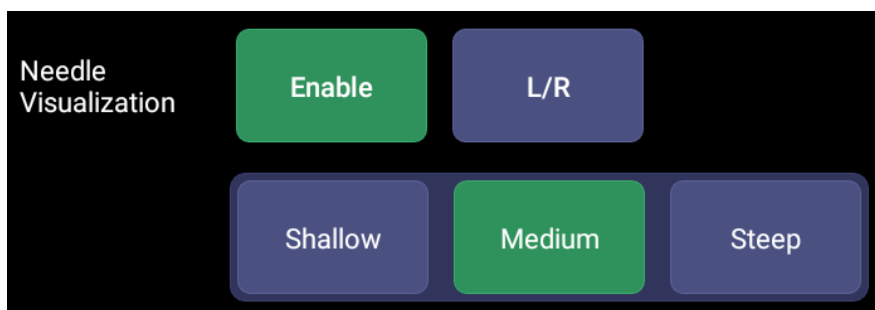 Needle
Visualization
Enable
L/R
Shallow
Medium
Steep